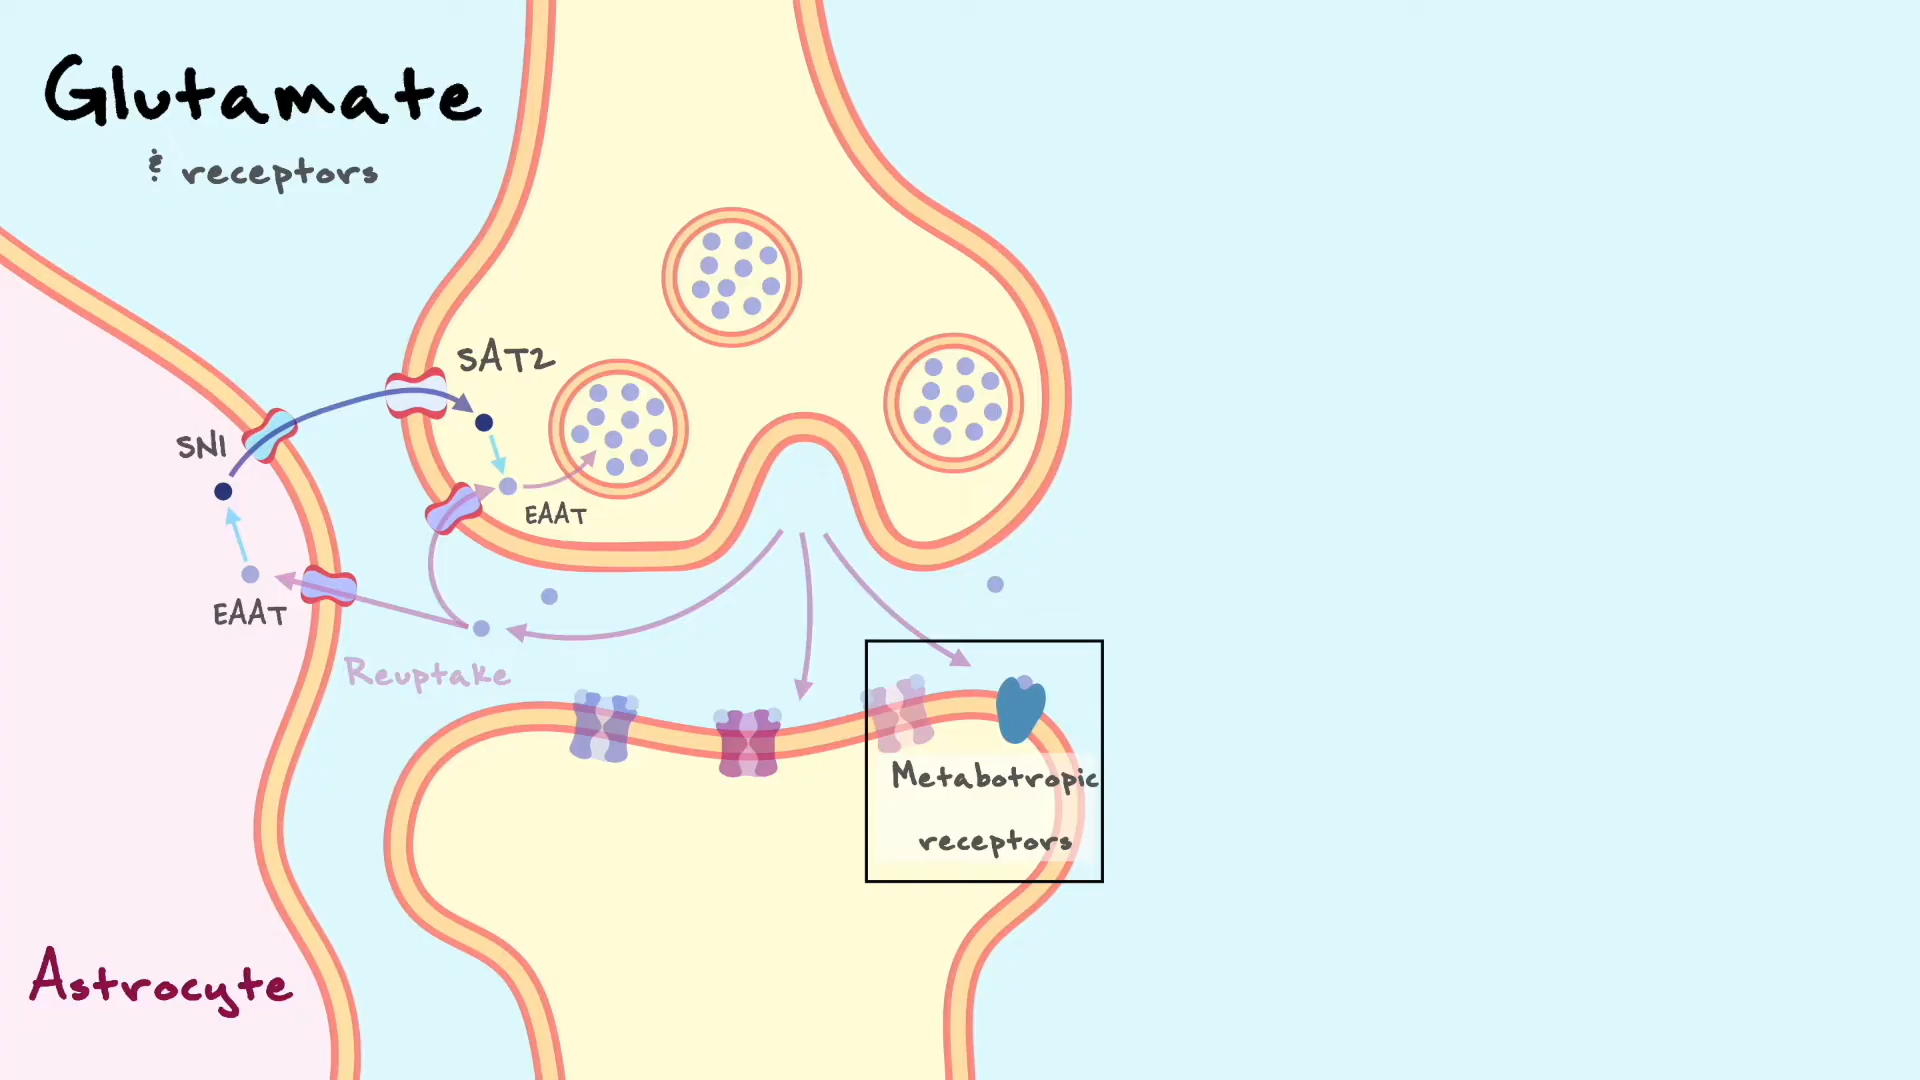 Glutamate
& receptors
SAT2
SN1
EAAT
EAAT
Reuptake
Metabotropic
receptors
Astrocyte